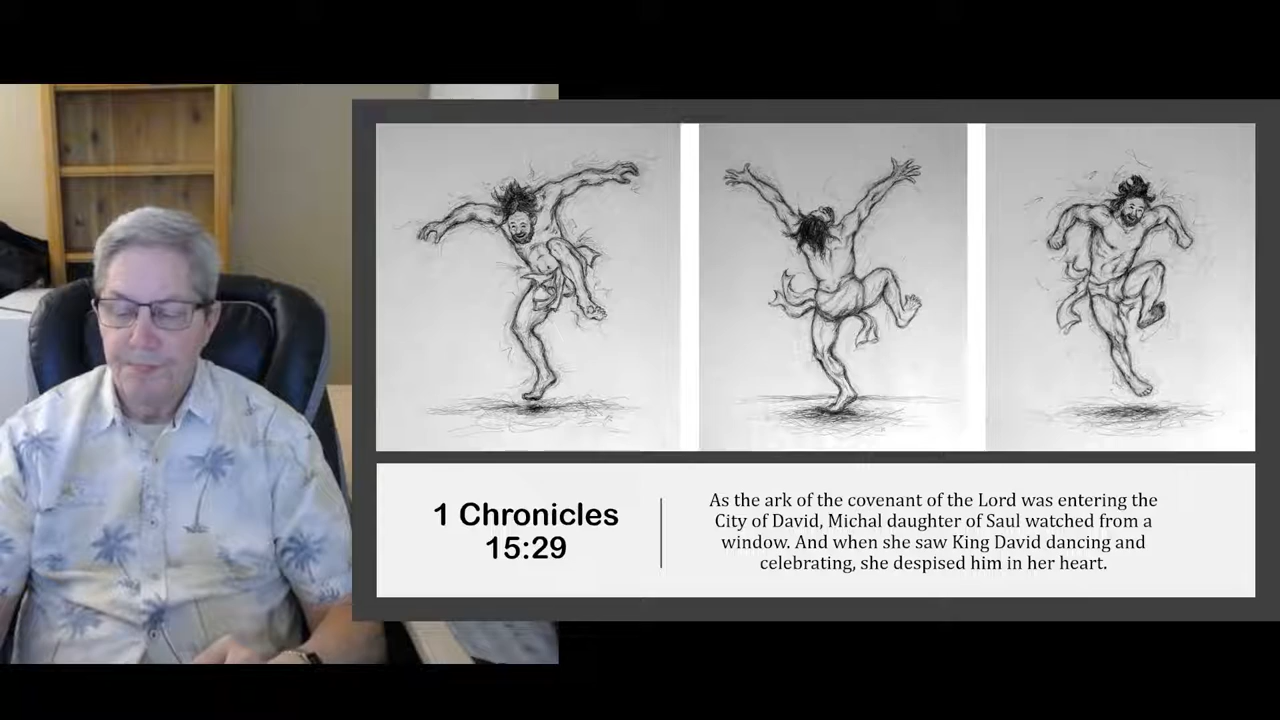 1 Chronicles
15:29
As the ark of the covenant of the Lord was entering the
City of David, Michal daughter of Saul watched from a
window. And when she saw King David dancing and
celebrating, she despised him in her heart.